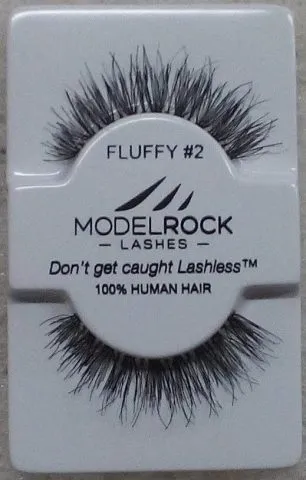 FLUFFY #2
MODELROCK
LASHES
Don't get caught Lashless™
100% HUMAN HAIR